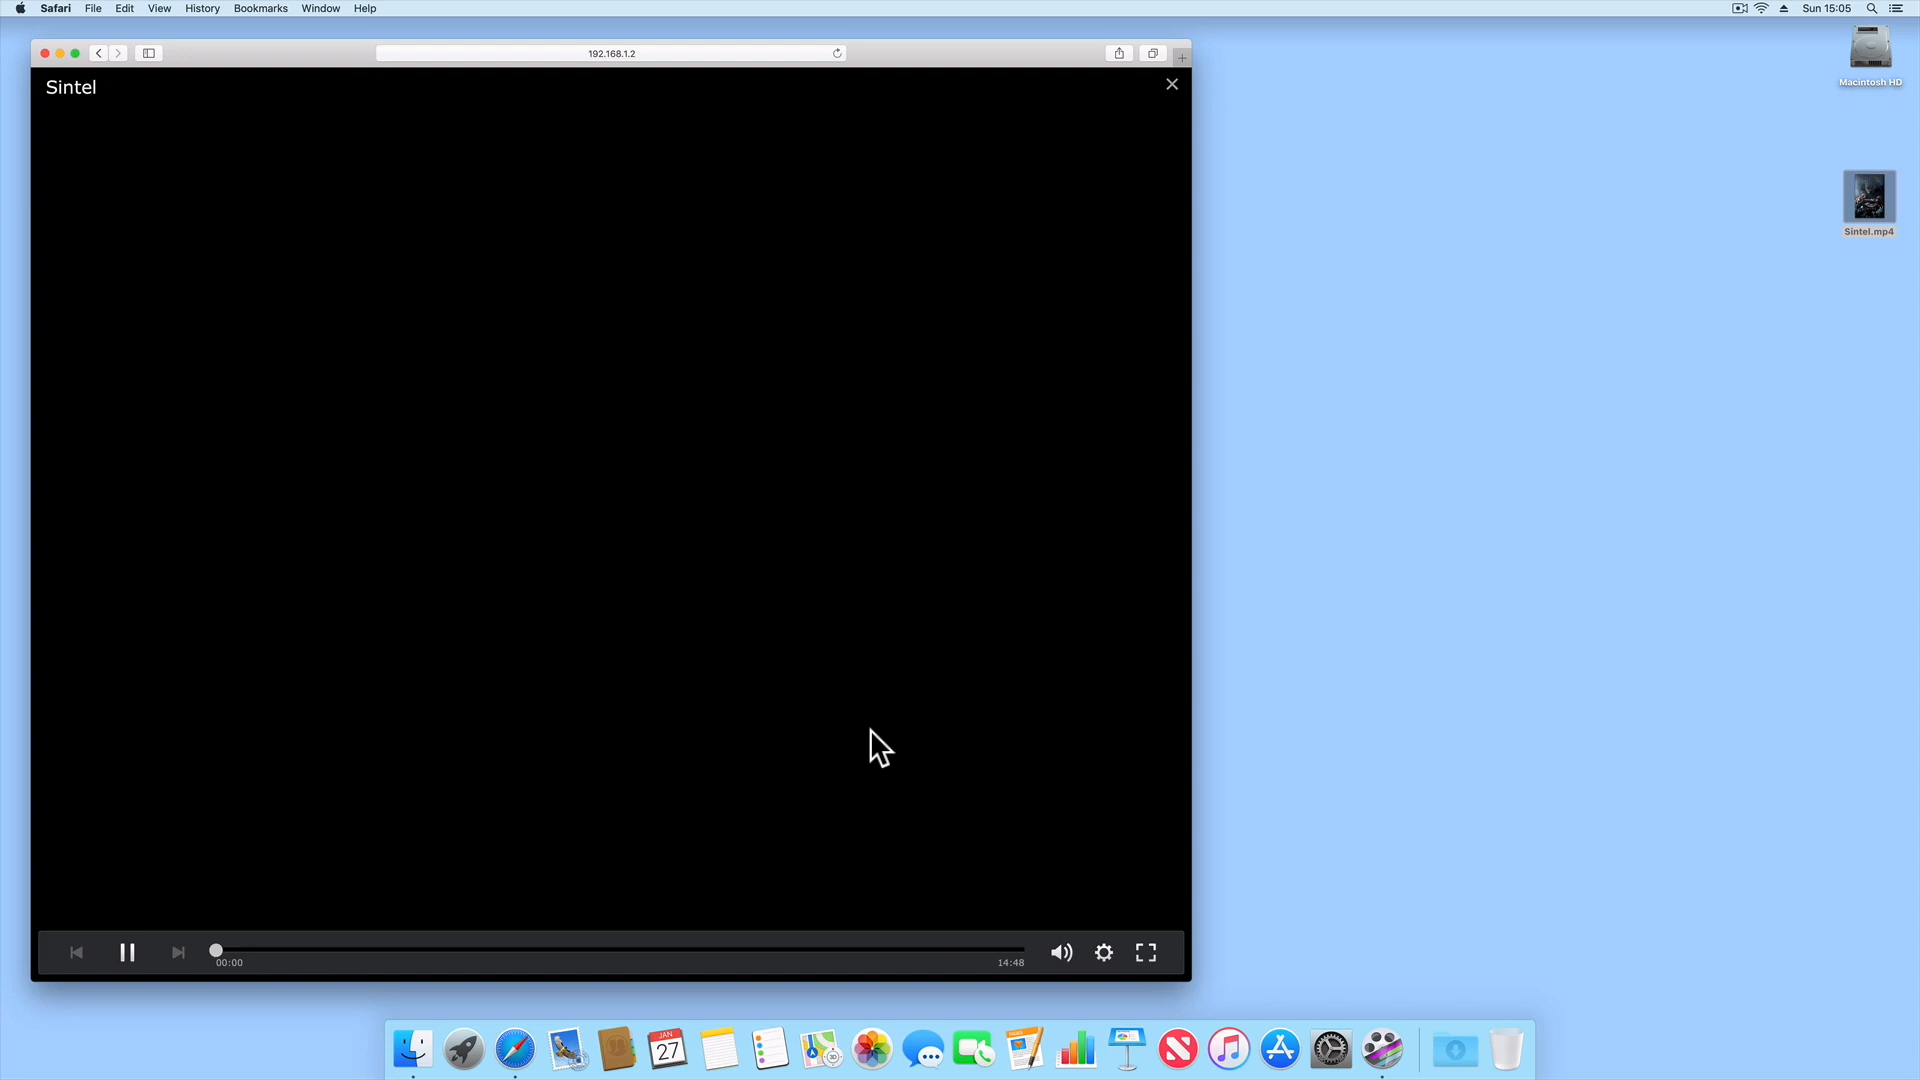 Safari File Edit View History Bookmarks Window Help
Sun 15:05
192.168.1.2
Macintosh HD
Sintel
Sintel.mp4
00:00
14:48
JAN
27
3D